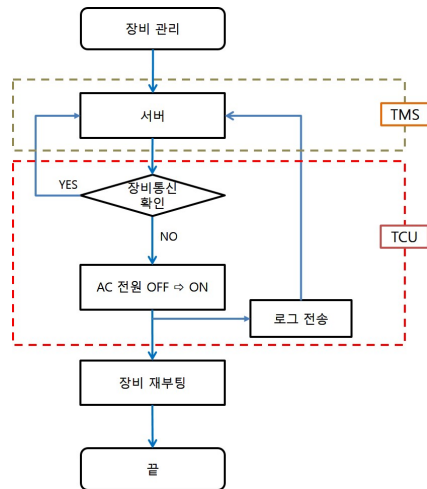 장비 관리
서버
TMS
YES
장비통신
확인
TCU
NO
AC 전원 OFF ⇨ ON
로그 전송
장비 재부팅
끝